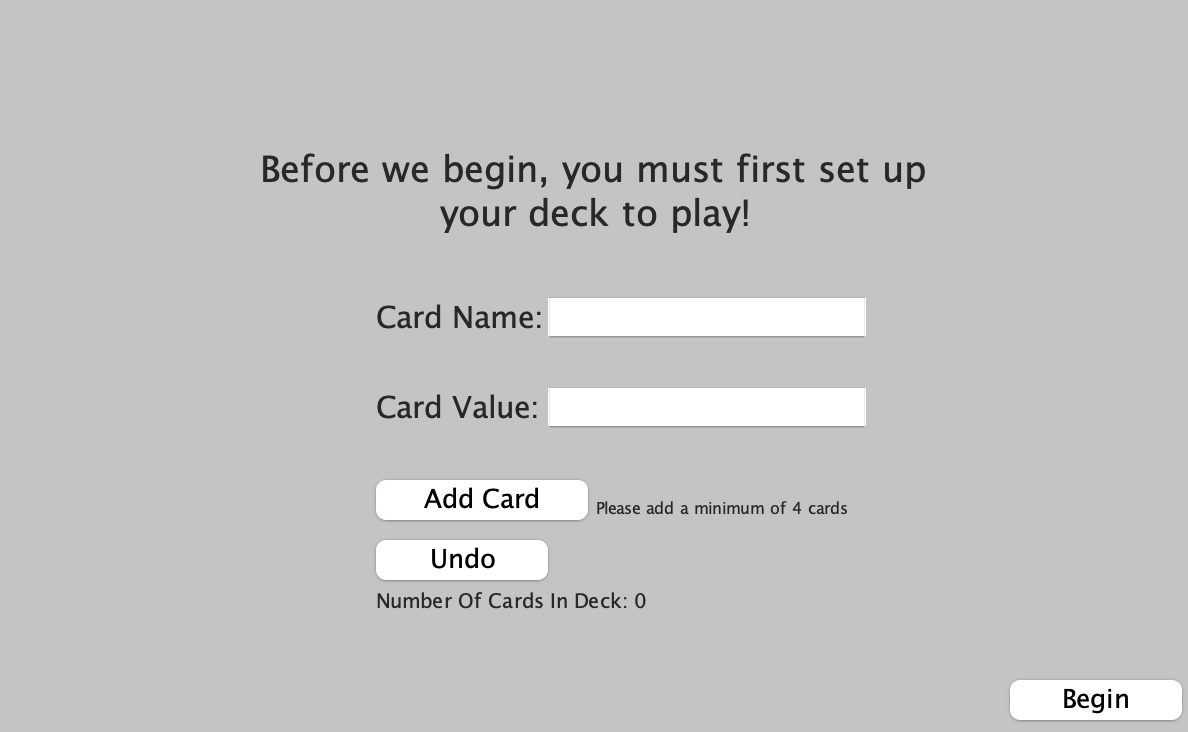 Before we begin, you must first set up
your deck to play!
Card Name:
Card Value:
Add Card
Please add a minimum of 4 cards
Undo
Number Of Cards In Deck: 0
Begin